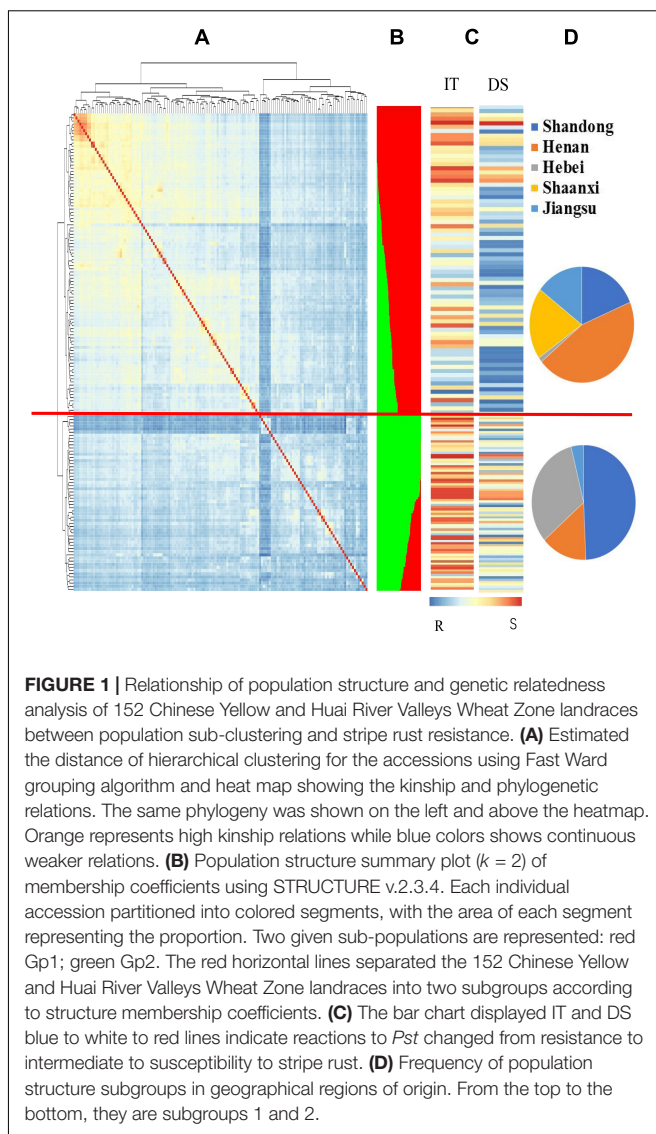 A B C D
IT DS
Shandong
Henan
Hebei
Shaanxi
Jiangsu
R S
FIGURE 1 | Relationship of population structure and genetic relatedness
analysis of 152 Chinese Yellow and Huai River Valleys Wheat Zone landraces
between population sub-clustering and stripe rust resistance. (A) Estimated
the distance of hierarchical clustering for the accessions using Fast Ward
grouping algorithm and heat map showing the kinship and phylogenetic
relations. The same phylogeny was shown on the left and above the heatmap.
Orange represents high kinship relations while blue colors shows continuous
weaker relations. (B) Population structure summary plot (k = 2) of
membership coefficients using STRUCTURE v.2.3.4. Each individual
accession partitioned into colored segments, with the area of each segment
representing the proportion. Two given sub-populations are represented: red
Gp1; green Gp2. The red horizontal lines separated the 152 Chinese Yellow
and Huai River Valleys Wheat Zone landraces into two subgroups according
to structure membership coefficients. (C) The bar chart displayed IT and DS
blue to white to red lines indicate reactions to Pst changed from resistance to
intermediate to susceptibility to stripe rust. (D) Frequency of population
structure subgroups in geographical regions of origin. From the top to the
bottom, they are subgroups 1 and 2.